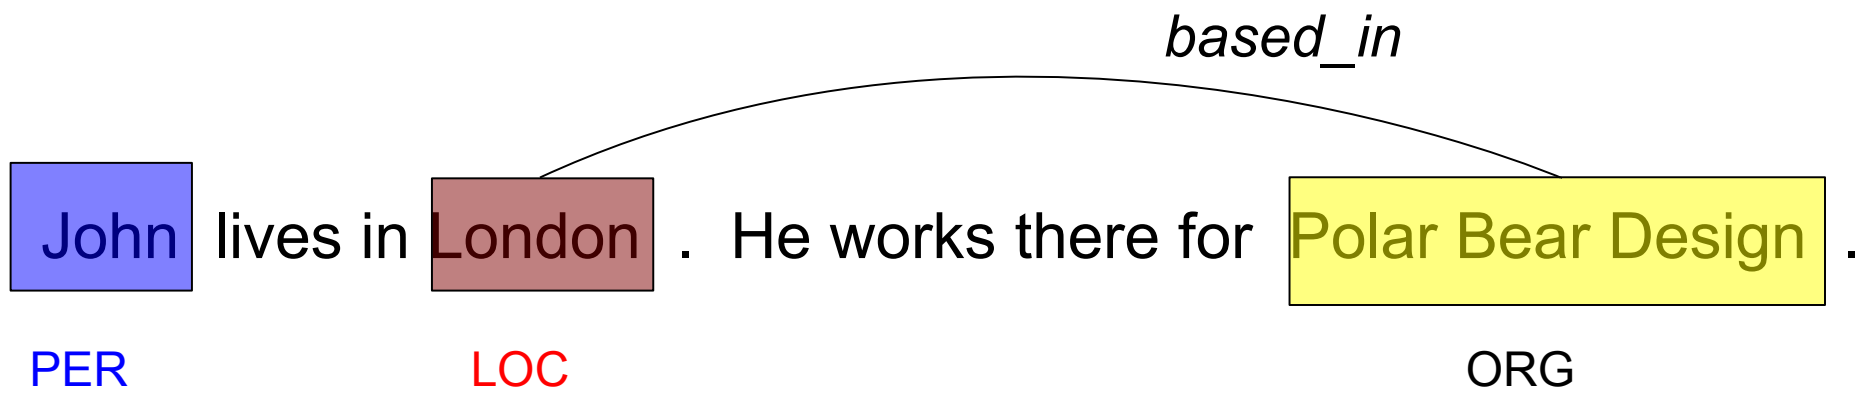 based_in
John lives in London . He works there for Polar Bear Design .
PER LOC ORG